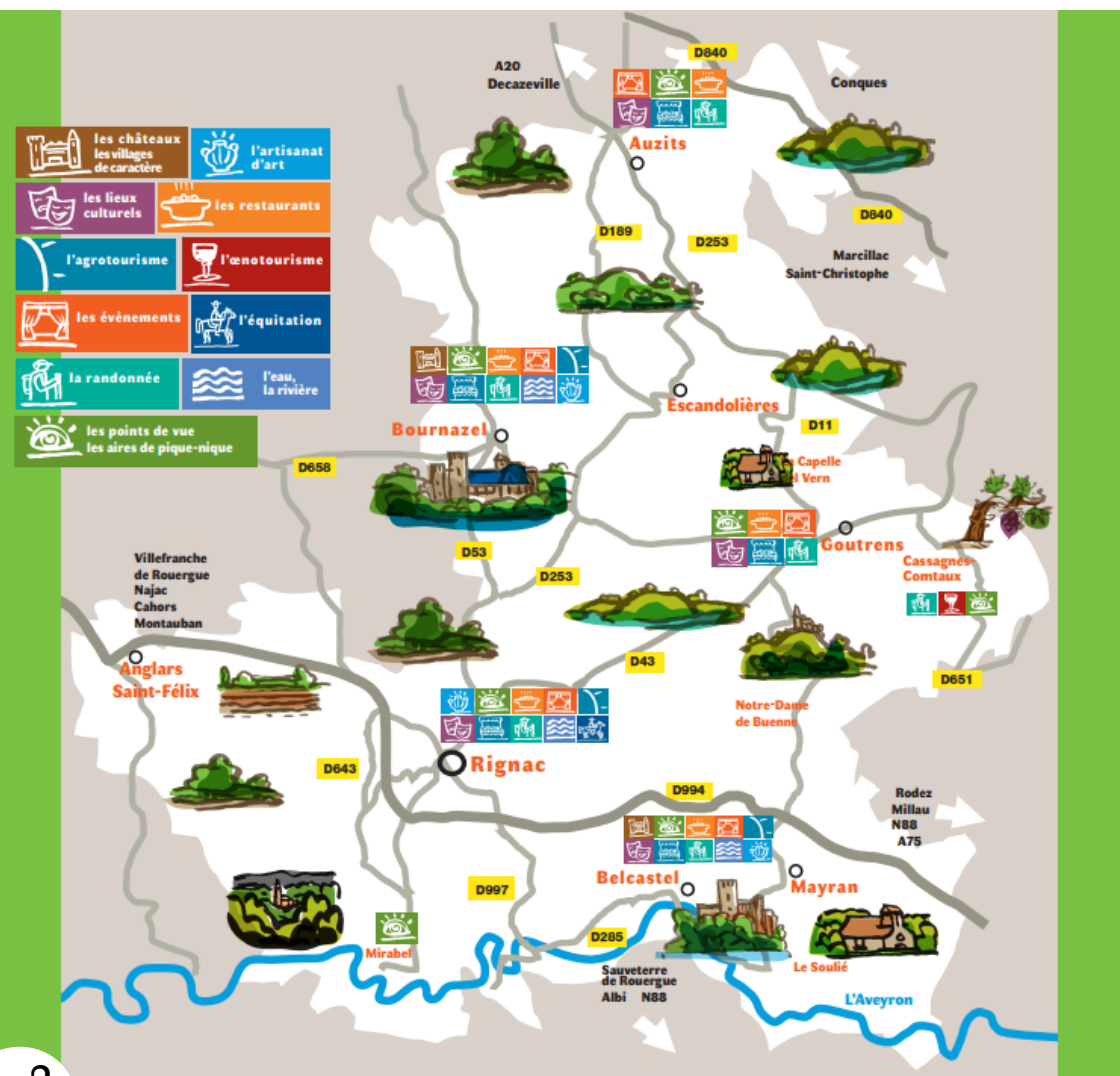 D840
A20
Decazeville
Conques
les châteaux
les villages
de caractère
l'artisanat
d'art
Auzits
les lieux
culturels
les restaurants
D840
D189
D253
Marcillac
Saint-Christophe
l'agrotourisme
l'œnotourisme
les évènements
l'équitation
la randonnée
l'eau,
la rivière
Escandolières
les points de vue
les aires de pique-nique
Bournazel
D11
D658
Capelle
el Vern
Goutrens
D53
D253
Villefranche
de Rouergue
Najac
Cahors
Montauban
Cassagnes-
Comtaux
Anglars
Saint-Félix
D43
D651
Notre-Dame
de Buenne
Rignac
D643
D994
Rodez
Millau
N88
A75
Belcastel
Mayran
D997
D285
Mirabel
Le Soulié
Sauveterre
de Rouergue
Albi N88
L'Aveyron